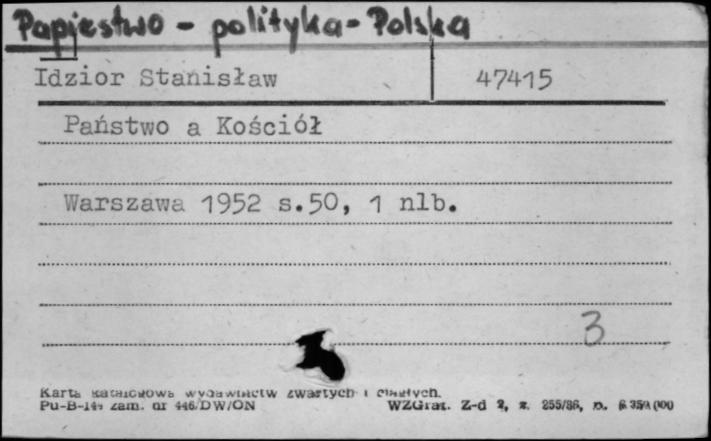 Papiestwo - polityka - Polska
Idzior Stanisław 47415
Państwo a Kościół
Warszawa 1952 s.50, 1 nlb.
3
Karta katalogowa wydawnictw zwartych i ciągłych.
Pu-B-144 zam. nr 446/DW/ON WZGraf. Z-d 2, z. 255/86, n.